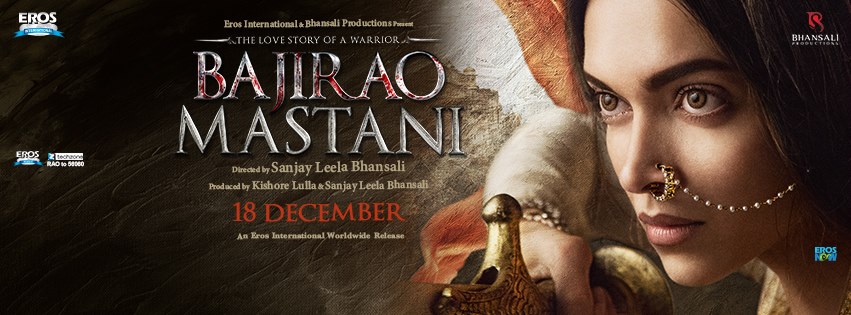 EROS
INTERNATIONAL
Eros International & Bhansali Productions Present
THE LOVE STORY OF A WARRIOR
BAJIRAO
MASTANI
Directed by Sanjay Leela Bhansali
Produced by Kishore Lulla & Sanjay Leela Bhansali
18 DECEMBER
An Eros International Worldwide Release
EROS
techzone
RAO to 56060
BHANSALI
PRODUCTIONS
EROS
NOW